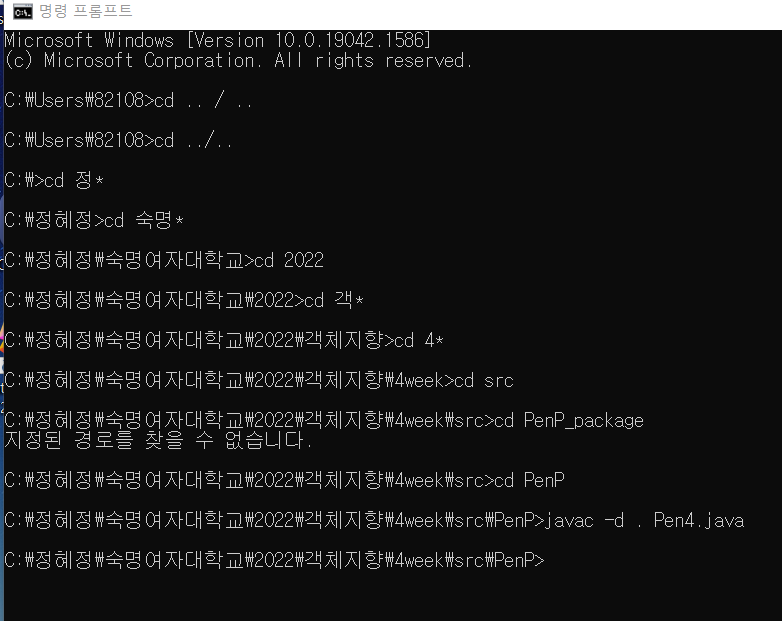 명령 프롬프트
Microsoft Windows [Version 10.0.19042.1586]
(c) Microsoft Corporation. All rights reserved.
C:₩Users₩82108>cd .. / ..
C:₩Users₩82108>cd ../..
C:₩>cd 정*
C:₩정혜정>cd 숙명*
C:₩정혜정₩숙명여자대학교>cd 2022
C:₩정혜정₩숙명여자대학교₩2022>cd 객*
C:₩정혜정₩숙명여자대학교₩2022₩객체지향>cd 4*
C:₩정혜정₩숙명여자대학교₩2022₩객체지향₩4week>cd src
C:₩정혜정₩숙명여자대학교₩2022₩객체지향₩4week₩src>cd PenP_package
지정된 경로를 찾을 수 없습니다.
C:₩정혜정₩숙명여자대학교₩2022₩객체지향₩4week₩src>cd PenP
C:₩정혜정₩숙명여자대학교₩2022₩객체지향₩4week₩src₩PenP>javac -d . Pen4.java
C:₩정혜정₩숙명여자대학교₩2022₩객체지향₩4week₩src₩PenP>